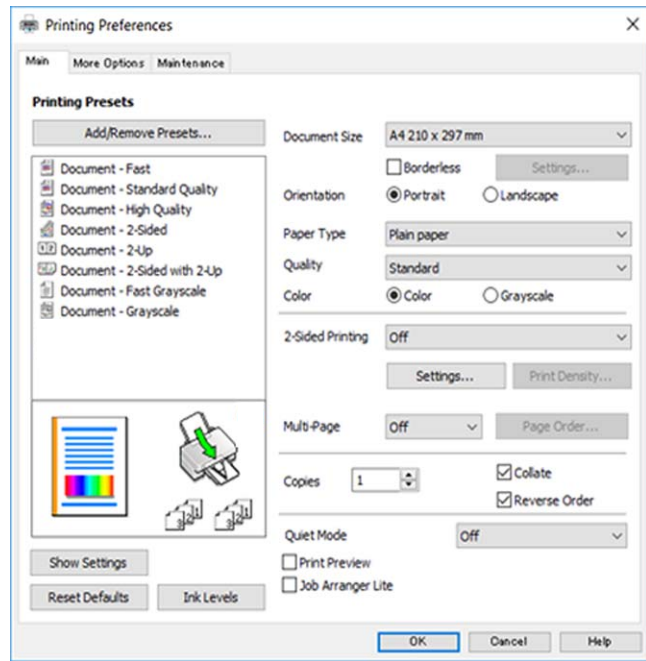 Printing Preferences
Main More Options Maintenance
Printing Presets
Add/Remove Presets...
Document - Fast
Document - Standard Quality
Document - High Quality
Document - 2-Sided
Document - 2-Up
Document - 2-Sided with 2-Up
Document - Fast Grayscale
Document - Grayscale
Show Settings
Reset Defaults Ink Levels
Document Size A4 210 x 297 mm
Borderless Settings...
Orientation Portrait Landscape
Paper Type Plain paper
Quality Standard
Color Color Grayscale
2-Sided Printing Off
Settings... Print Density...
Multi-Page Off Page Order...
Copies 1 Collate
Reverse Order
Quiet Mode Off
Print Preview
Job Arranger Lite
OK Cancel Help